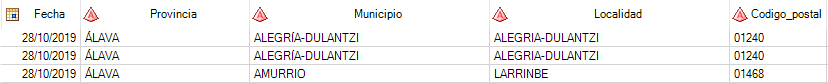 Fecha Provincia Municipio Localidad Codigo_postal
28/10/2019 ÁLAVA ALEGRÍA-DULANTZI ALEGRIA-DULANTZI 01240
28/10/2019 ÁLAVA ALEGRÍA-DULANTZI ALEGRIA-DULANTZI 01240
28/10/2019 ÁLAVA AMURRIO LARRINBE 01468